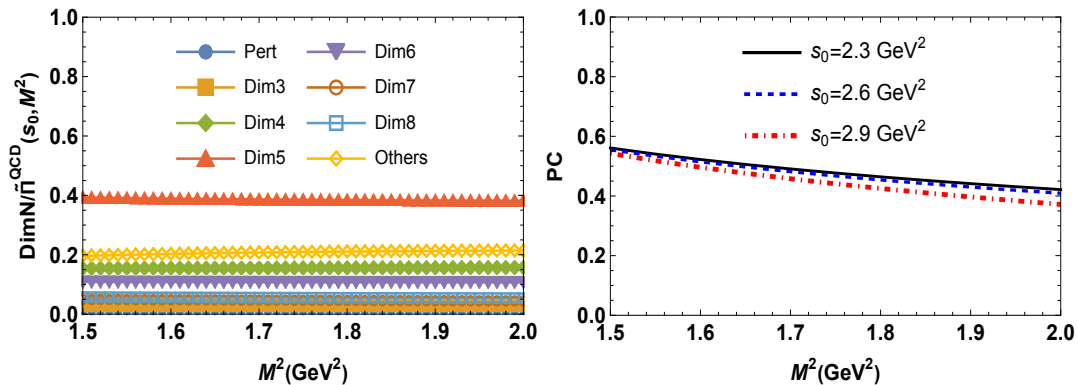 1.0
0.8
0.6
0.4
0.2
0.0
DimN/Π̃^QCD(s₀,M²)
Pert
Dim3
Dim4
Dim5
Dim6
Dim7
Dim8
Others
1.5 1.6 1.7 1.8 1.9 2.0
M²(GeV²)
1.0
0.8
0.6
0.4
0.2
0.0
PC
s₀=2.3 GeV²
s₀=2.6 GeV²
s₀=2.9 GeV²
1.5 1.6 1.7 1.8 1.9 2.0
M²(GeV²)